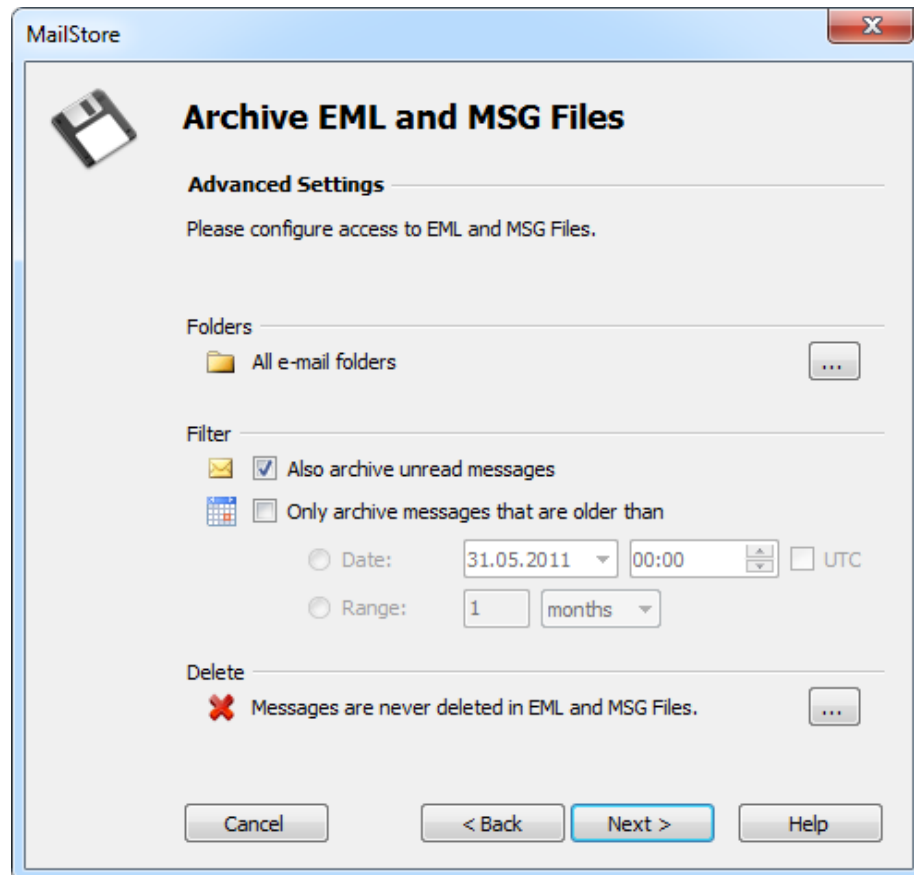 MailStore
Archive EML and MSG Files
Advanced Settings
Please configure access to EML and MSG Files.
Folders
All e-mail folders ...
Filter
Also archive unread messages
Only archive messages that are older than
Date: 31.05.2011 00:00 UTC
Range: 1 months
Delete
Messages are never deleted in EML and MSG Files. ...
Cancel < Back Next > Help